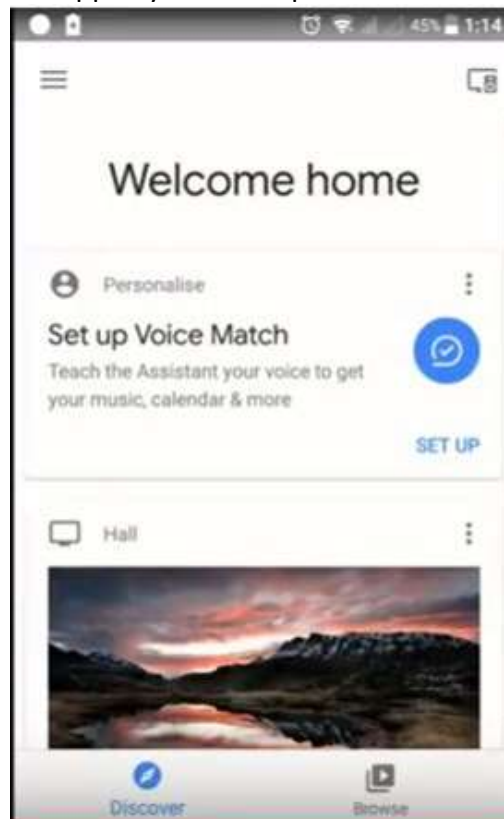 45% 1:14
Welcome home
Personalise
Set up Voice Match
Teach the Assistant your voice to get
your music, calendar & more
SET UP
Hall
Discover Browse